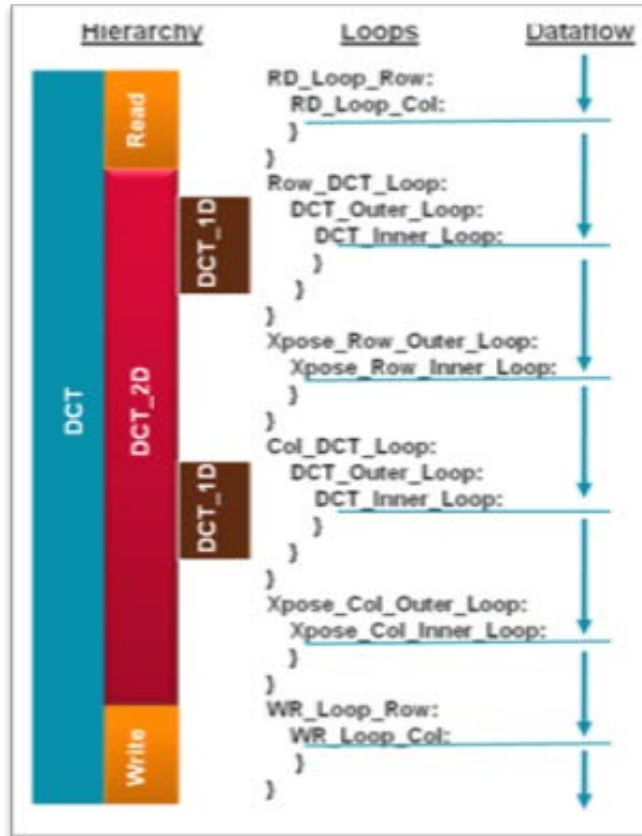 Hierarchy Loops Dataflow
DCT
Read
DCT_2D
Write
DCT_1D
DCT_1D
RD_Loop_Row:
RD_Loop_Col:
}
}
Row_DCT_Loop:
DCT_Outer_Loop:
DCT_Inner_Loop:
}
}
}
Xpose_Row_Outer_Loop:
Xpose_Row_Inner_Loop:
}
}
Col_DCT_Loop:
DCT_Outer_Loop:
DCT_Inner_Loop:
}
}
}
Xpose_Col_Outer_Loop:
Xpose_Col_Inner_Loop:
}
}
WR_Loop_Row:
WR_Loop_Col:
}
}